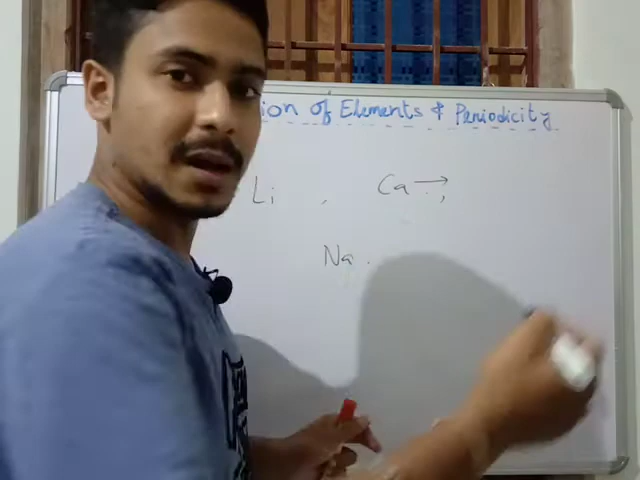 ion of Elements & Periodicity
Li , Ca → ,
Na .